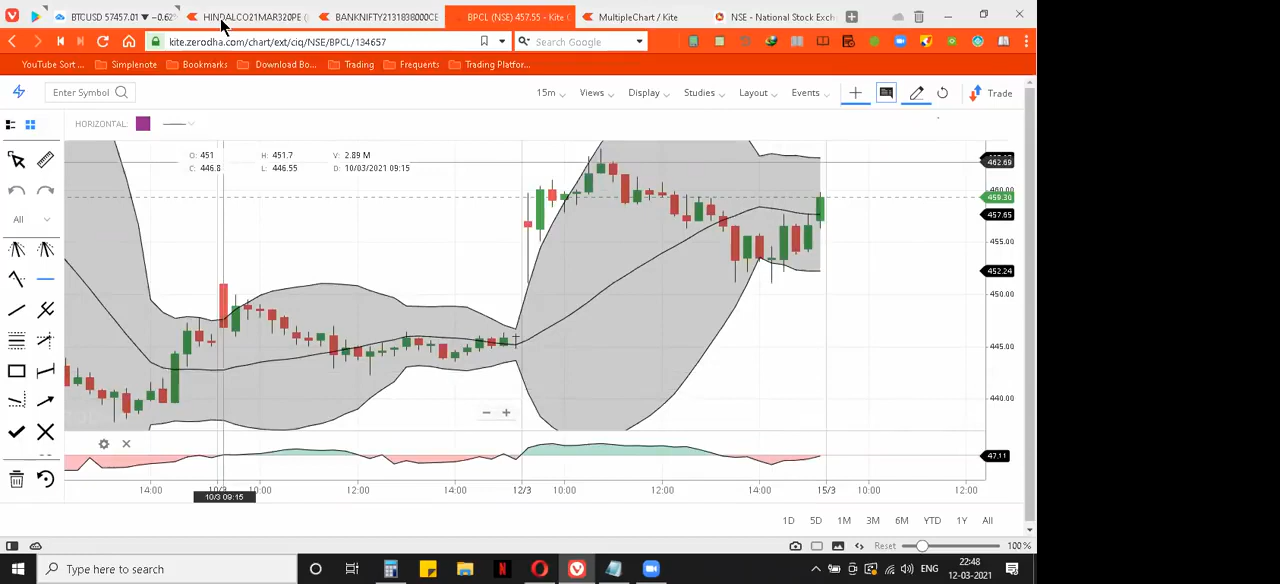 BTCUSD 57457.01 ▼ −0.62
HINDALCO21MAR320PE (
BANKNIFTY2131838000CE
BPCL (NSE) 457.55 - Kite
MultipleChart / Kite
NSE - National Stock Exch
kite.zerodha.com/chart/ext/ciq/NSE/BPCL/134657
Search Google
YouTube Sort ...
Simplenote
Bookmarks
Download Bo...
Trading
Frequents
Trading Platfor...
Enter Symbol
15m
Views
Display
Studies
Layout
Events
Trade
HORIZONTAL:
O: 451 H: 451.7 V: 2.89 M
C: 446.8 L: 446.55 D: 10/03/2021 09:15
462.69
460.00
459.30
457.65
455.00
452.24
450.00
445.00
440.00
All
47.11
14:00 10/3 10:00 12:00 14:00 12/3 10:00 12:00 14:00 15/3 10:00 12:00
10/3 09:15
1D 5D 1M 3M 6M YTD 1Y All
Reset 100 %
Type here to search
ENG
22:48
12-03-2021